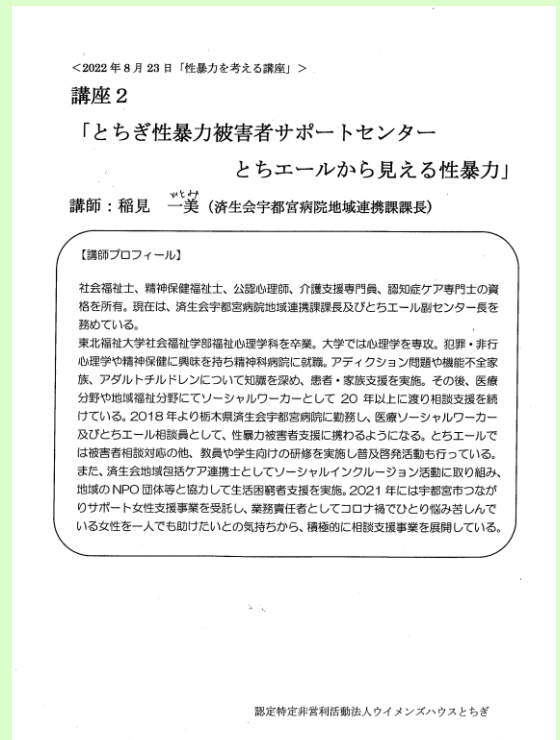 ＜2022年8月23日「性暴力を考える講座」＞
講座２
「とちぎ性暴力被害者サポートセンター
とちエールから見える性暴力」
ひとみ
講師：稲見　一美（済生会宇都宮病院地域連携課課長）
【講師プロフィール】
社会福祉士、精神保健福祉士、公認心理師、介護支援専門員、認知症ケア専門士の資
格を所有。現在は、済生会宇都宮病院地域連携課課長及びとちエール副センター長を
務めている。
東北福祉大学社会福祉学部福祉心理学科を卒業。大学では心理学を専攻。犯罪・非行
心理学や精神保健に興味を持ち精神科病院に就職。アディクション問題や機能不全家
族、アダルトチルドレンについて知識を深め、患者・家族支援を実施。その後、医療
分野や地域福祉分野にてソーシャルワーカーとして 20 年以上に渡り相談支援を続
けている。2018年より栃木県済生会宇都宮病院に勤務し、医療ソーシャルワーカー
及びとちエール相談員として、性暴力被害者支援に携わるようになる。とちエールで
は被害者相談対応の他、教員や学生向けの研修を実施し普及啓発活動も行っている。
また、済生会地域包括ケア連携士としてソーシャルインクルージョン活動に取り組み、
地域のNPO団体等と協力して生活困窮者支援を実施。2021年には宇都宮市つなが
りサポート女性支援事業を受託し、業務責任者としてコロナ禍でひとり悩み苦しんで
いる女性を一人でも助けたいとの気持ちから、積極的に相談支援事業を展開している。
認定特定非営利活動法人ウイメンズハウスとちぎ